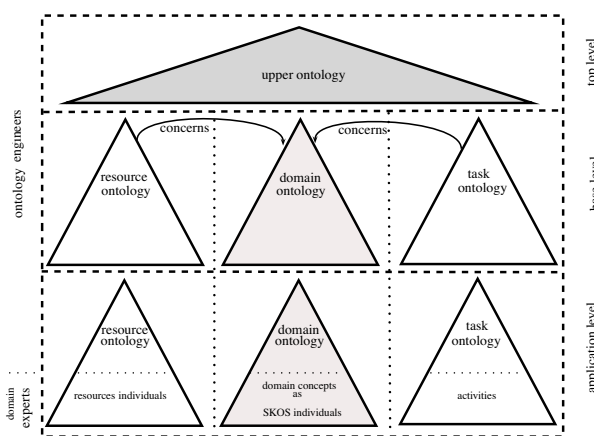 upper ontology
top level
ontology engineers
concerns
concerns
resource
ontology
domain
ontology
task
ontology
base level
resource
ontology
domain
ontology
task
ontology
application level
domain
experts
resources individuals
domain concepts
as
SKOS individuals
activities